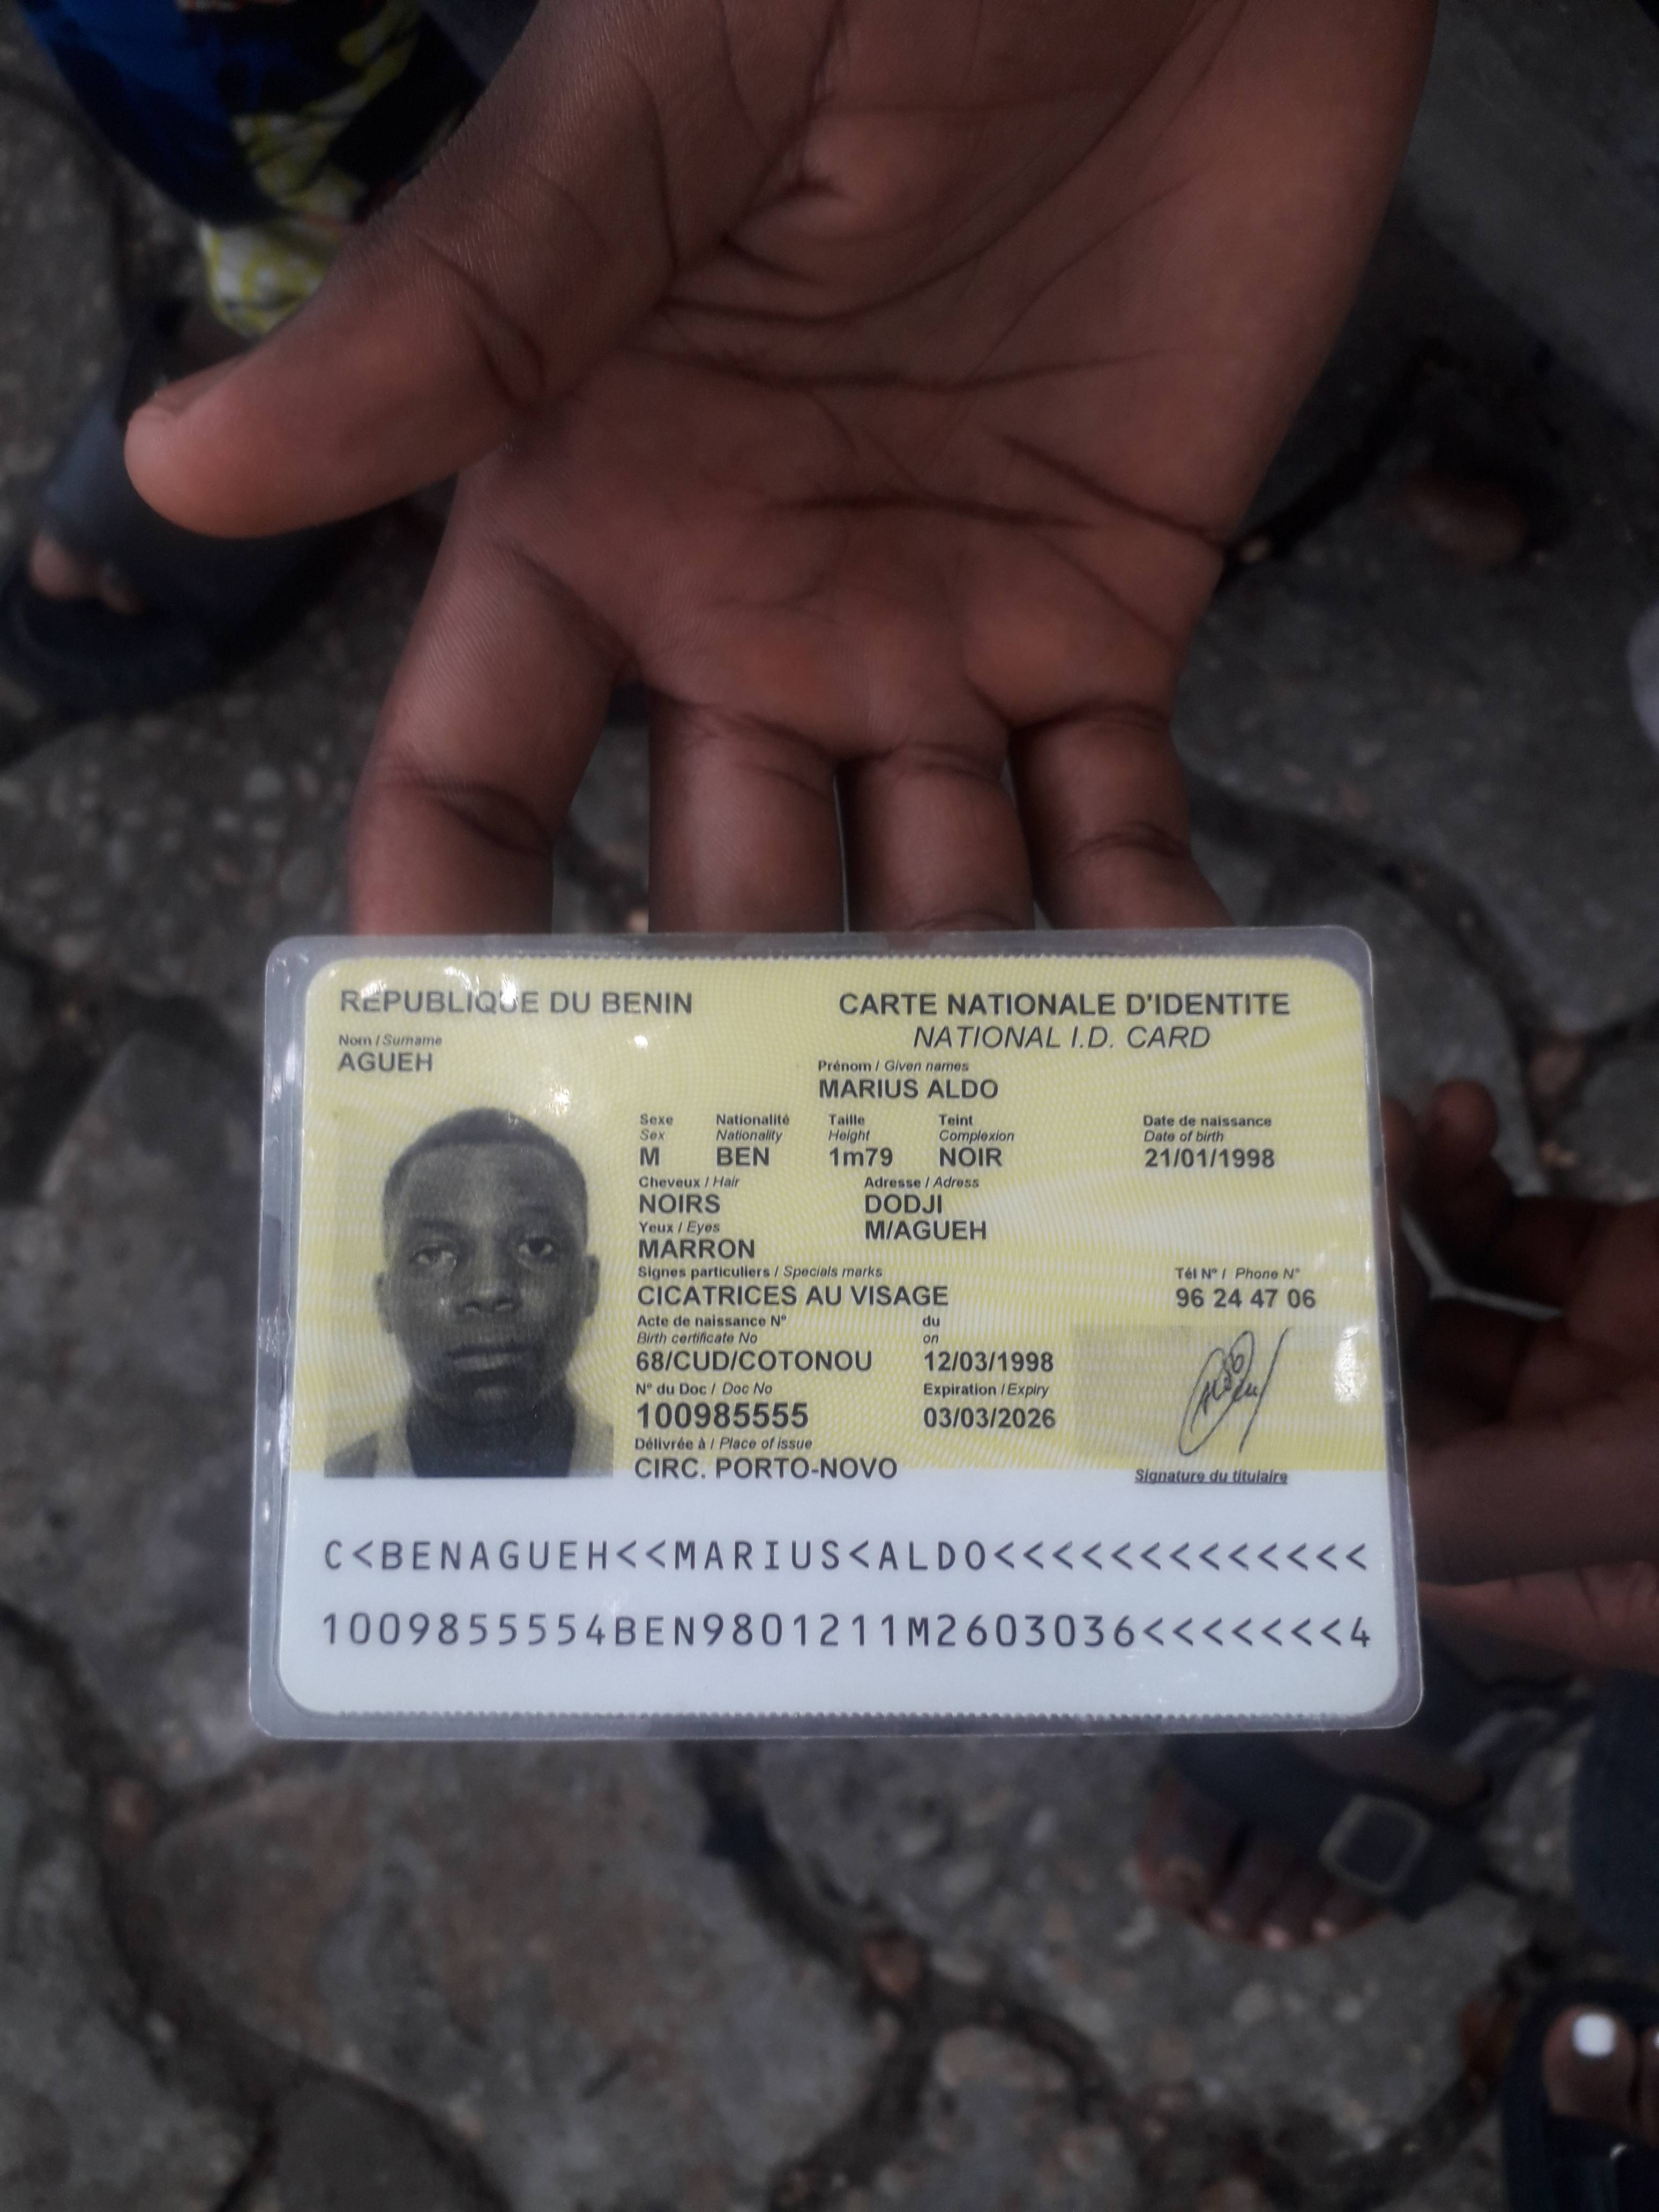 REPUBLIQUE DU BENIN
CARTE NATIONALE D'IDENTITE
NATIONAL I.D. CARD
Nom / Surname
AGUEH
Prénom / Given names
MARIUS ALDO
Sexe Nationalité Taille Teint Date de naissance
Sex Nationality Height Complexion Date of birth
M BEN 1m79 NOIR 21/01/1998
Cheveux / Hair Adresse / Adress
NOIRS DODJI
Yeux / Eyes M/AGUEH
MARRON
Signes particuliers / Specials marks Tél N° / Phone N°
CICATRICES AU VISAGE 96 24 47 06
Acte de naissance N° du
Birth certificate No on
68/CUD/COTONOU 12/03/1998
N° du Doc / Doc No Expiration / Expiry
100985555 03/03/2026
Délivrée à / Place of issue
CIRC. PORTO-NOVO
Signature du titulaire
C<BENAGUEH<<MARIUS<ALDO<<<<<<<<<<<<<
1009855554BEN9801211M2603036<<<<<<<4